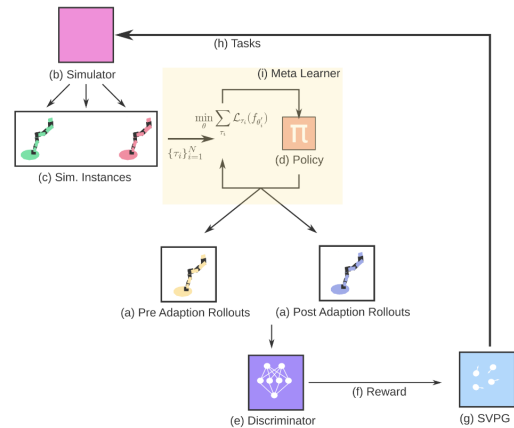 (h) Tasks
(b) Simulator
(i) Meta Learner
min θ ∑ τi ℒτi(fθ′i)
π
{τi}Ni=1
(d) Policy
(c) Sim. Instances
(a) Pre Adaption Rollouts
(a) Post Adaption Rollouts
(f) Reward
(e) Discriminator
(g) SVPG